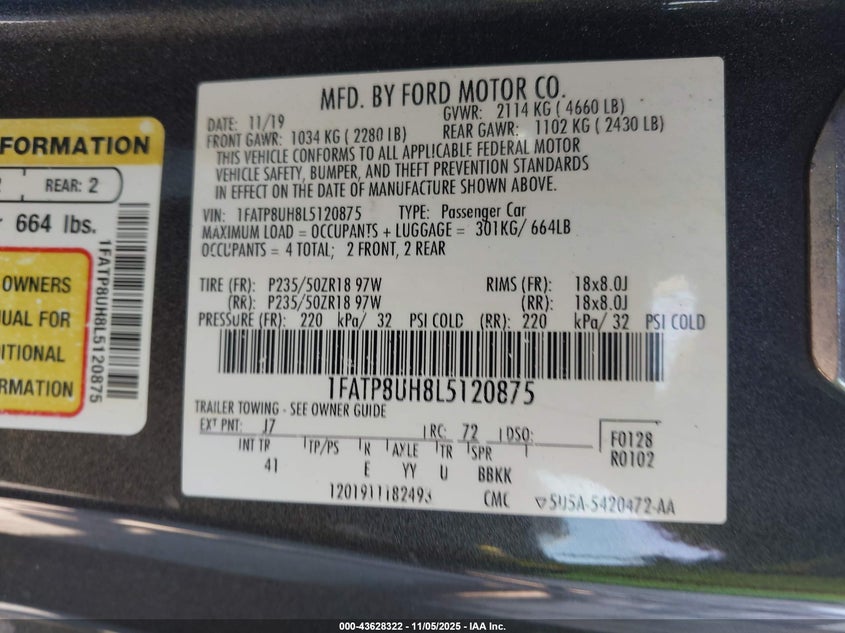 FORMATION
REAR: 2
664 lbs.
OWNERS
UAL FOR
DITIONAL
1FATP8UH8L5120875
MFD. BY FORD MOTOR CO.
DATE: 11/19 GVWR: 2114 KG ( 4660 LB)
FRONT GAWR: 1034 KG ( 2280 LB) REAR GAWR: 1102 KG ( 2430 LB)
THIS VEHICLE CONFORMS TO ALL APPLICABLE FEDERAL MOTOR
VEHICLE SAFETY, BUMPER, AND THEFT PREVENTION STANDARDS
IN EFFECT ON THE DATE OF MANUFACTURE SHOWN ABOVE.
VIN: 1FATP8UH8L5120875 TYPE: Passenger Car
MAXIMUM LOAD = OCCUPANTS + LUGGAGE = 301KG/ 664LB
OCCUPANTS = 4 TOTAL; 2 FRONT, 2 REAR
TIRE (FR): P235/50ZR18 97W RIMS (FR): 18x8.0J
(RR): P235/50ZR18 97W (RR): 18x8.0J
PRESSURE (FR): 220 kPa/ 32 PSI COLD (RR): 220 kPa/ 32 PSI COLD
1FATP8UH8L5120875
TRAILER TOWING - SEE OWNER GUIDE
EXT PNT: J7 RC: 72 DSO: F0128
INT TR TP/PS R AXLE TR SPR R0102
41 E YY U BBKK
1201911182493 CMC 5U5A-5420472-AA
000-43628322 - 11/05/2025 - IAA Inc.